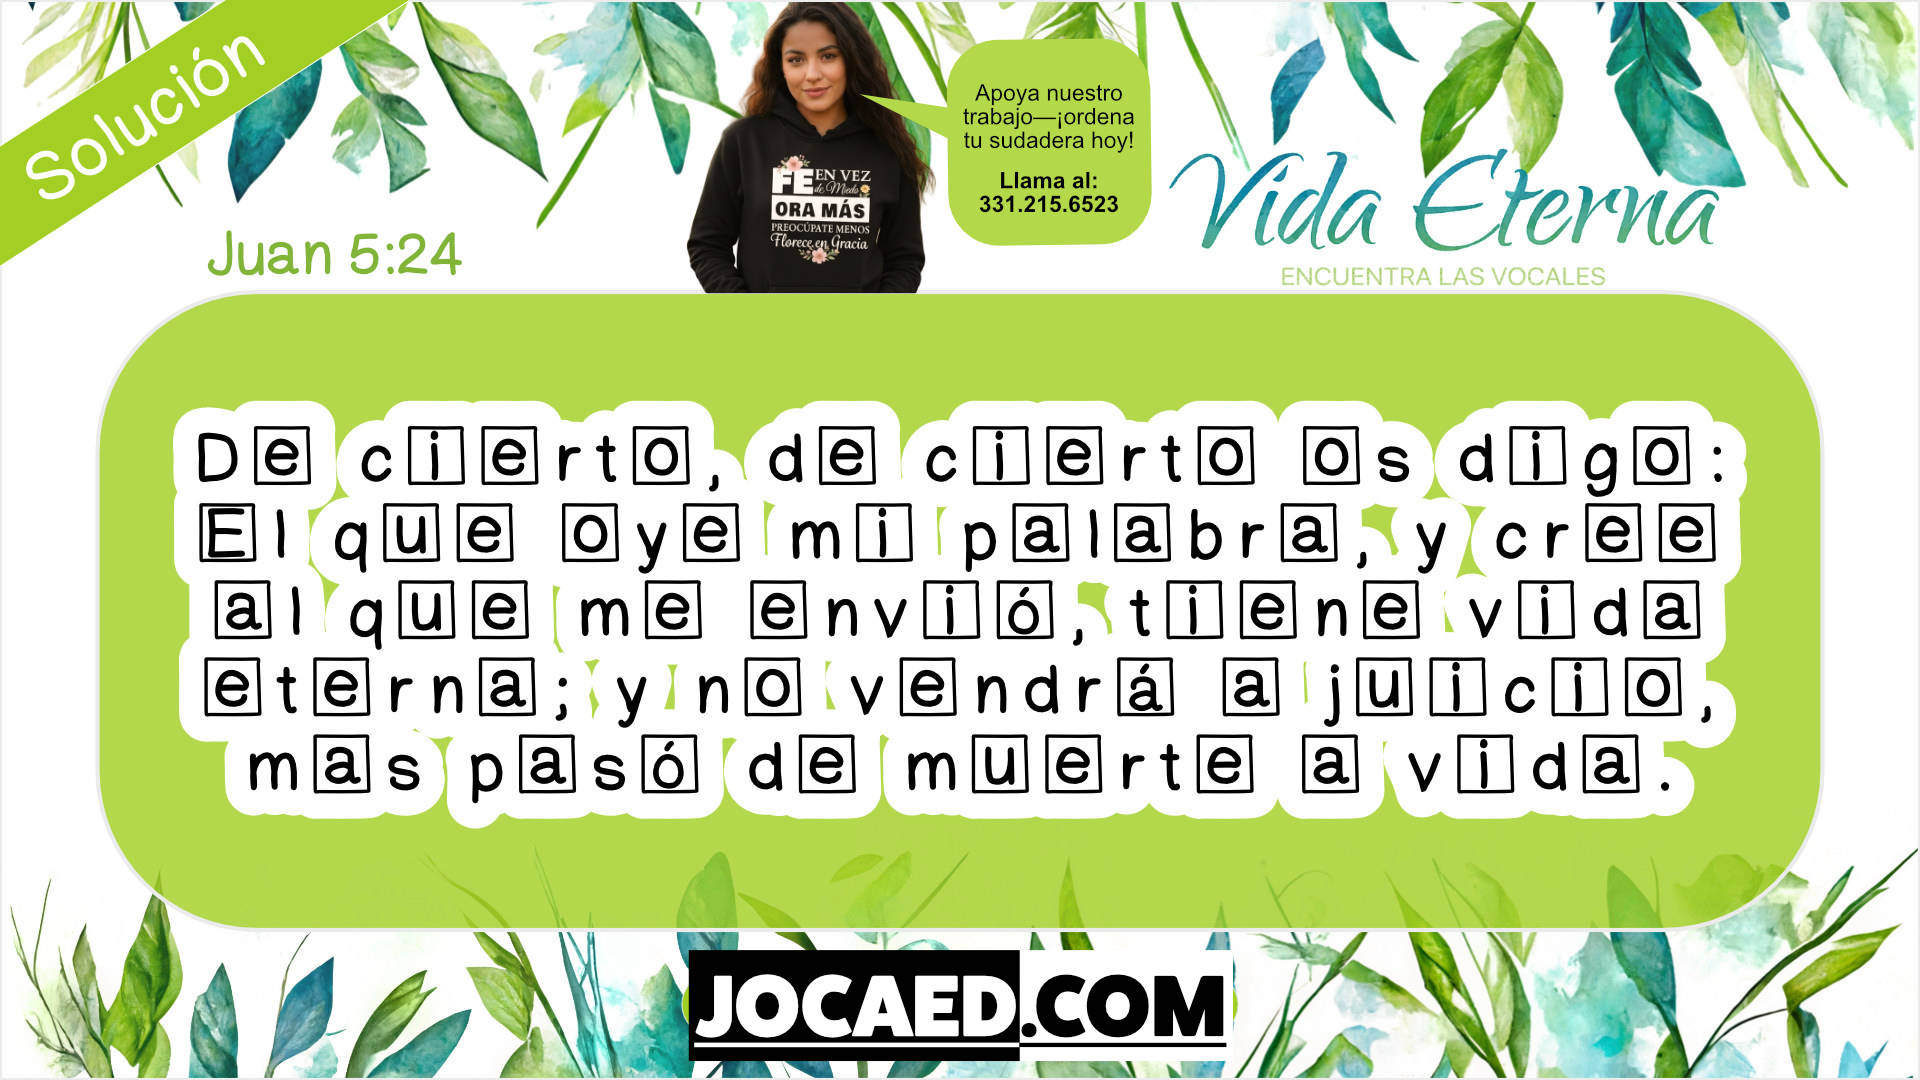 Solución
Juan 5:24
FE EN VEZ
de Miedo
ORA MÁS
PREOCÚPATE MENOS
Florece en Gracia
Apoya nuestro
trabajo—¡ordena
tu sudadera hoy!
Llama al:
331.215.6523
Vida Eterna
ENCUENTRA LAS VOCALES
De cierto, de cierto os digo:
El que oye mi palabra, y cree
al que me envió, tiene vida
eterna; y no vendrá a juicio,
mas pasó de muerte a vida.
JOCAED.COM